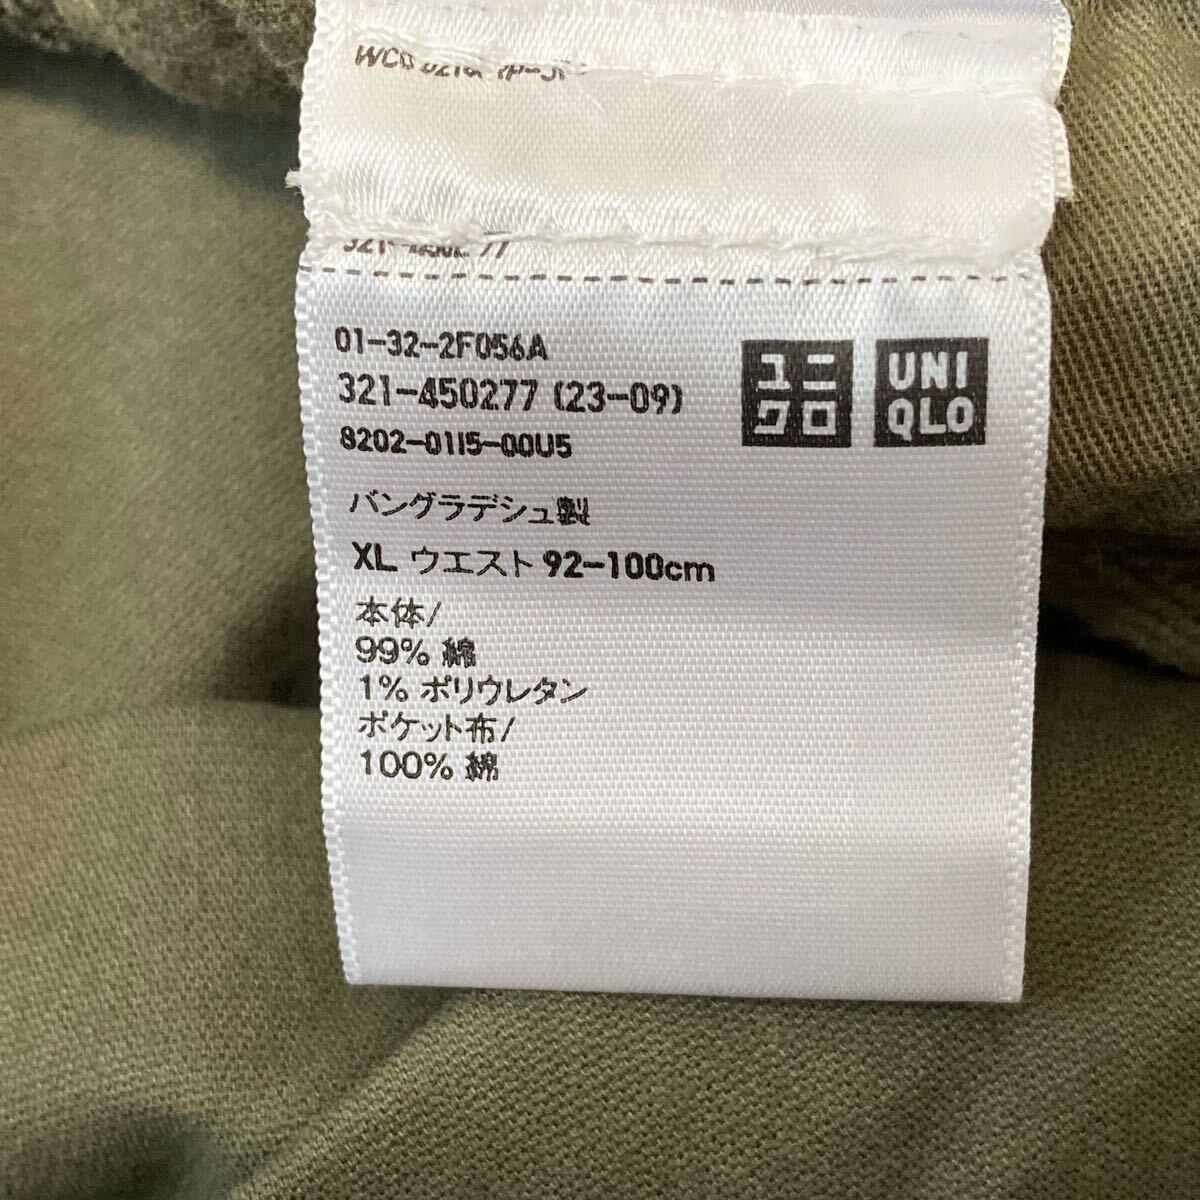 01-32-2F056A
321-450277 (23-09)
8202-0115-00U5
ユニ
クロ
UNI
QLO
バングラデシュ製
XL ウエスト 92-100cm
本体/
99% 綿
1% ポリウレタン
ポケット布/
100% 綿